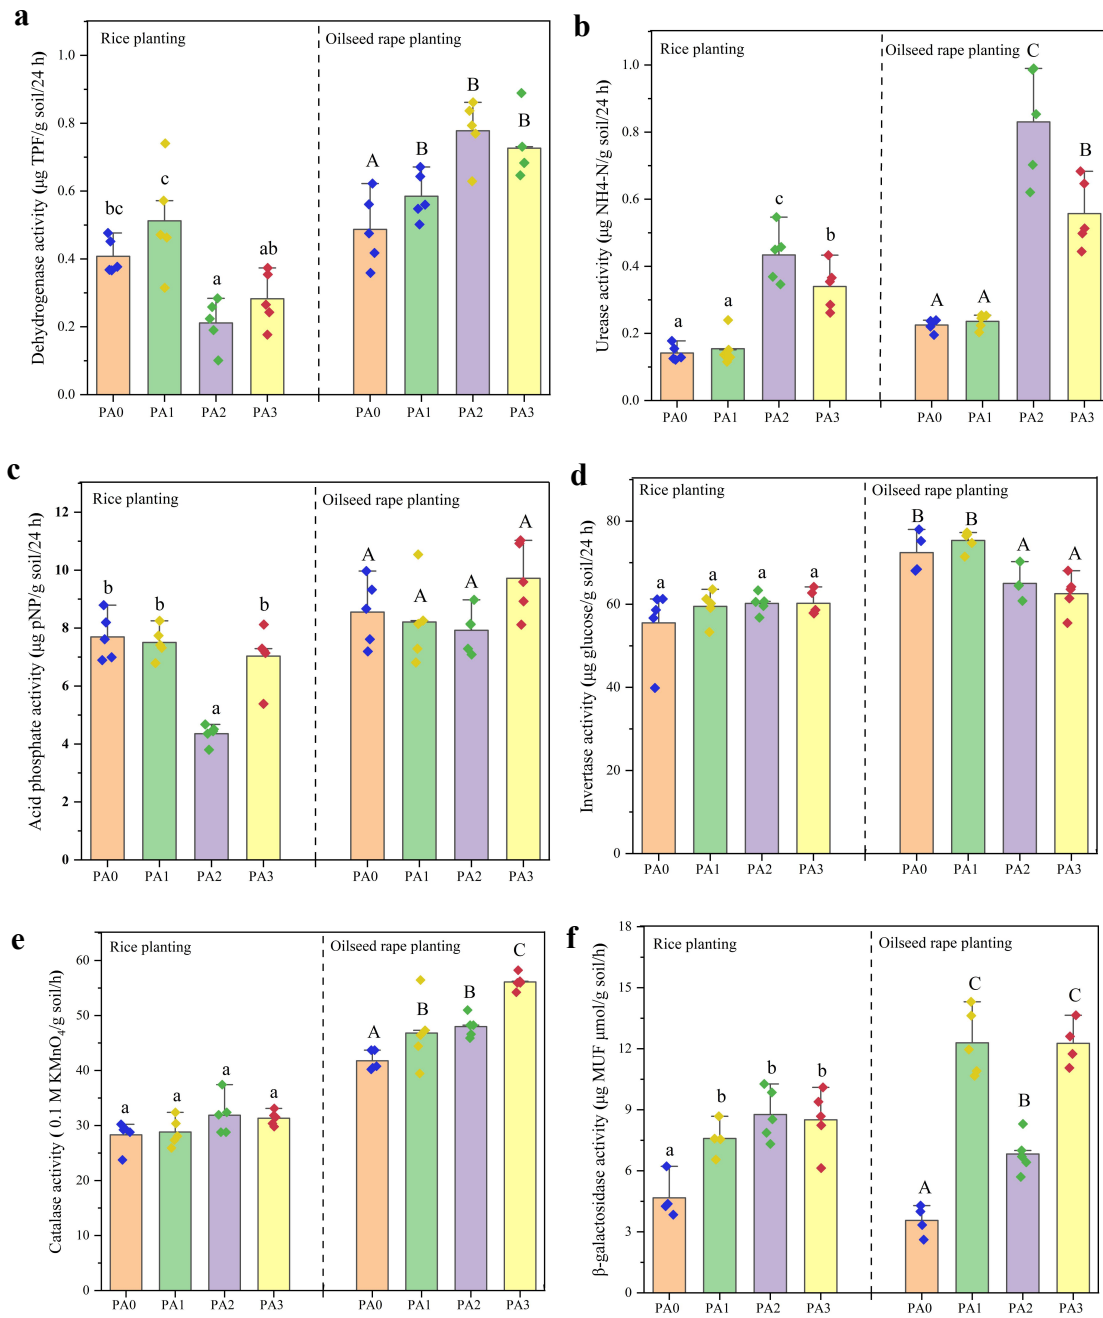 a
Rice planting
Oilseed rape planting
Dehydrogenase activity (μg TPF/g soil/24 h)
1.0
0.8
0.6
0.4
0.2
0.0
bc
c
a
ab
A
B
B
B
PA0
PA1
PA2
PA3
PA0
PA1
PA2
PA3
b
Rice planting
Oilseed rape planting
Urease activity (μg NH4-N/g soil/24 h)
1.0
0.8
0.6
0.4
0.2
0.0
a
a
c
b
A
A
C
B
PA0
PA1
PA2
PA3
PA0
PA1
PA2
PA3
c
Rice planting
Oilseed rape planting
Acid phosphate activity (μg pNP/g soil/24 h)
12
10
8
6
4
2
0
b
b
a
b
A
A
A
A
PA0
PA1
PA2
PA3
PA0
PA1
PA2
PA3
d
Rice planting
Oilseed rape planting
Invertase activity (μg glucose/g soil/24 h)
80
60
40
20
0
a
a
a
a
B
B
A
A
PA0
PA1
PA2
PA3
PA0
PA1
PA2
PA3
e
Rice planting
Oilseed rape planting
Catalase activity ( 0.1 M KMnO₄/g soil/h)
60
50
40
30
20
10
0
a
a
a
a
A
B
B
C
PA0
PA1
PA2
PA3
PA0
PA1
PA2
PA3
f
Rice planting
Oilseed rape planting
β-galactosidase activity (μg MUF μmol/g soil/h)
18
15
12
9
6
3
0
a
b
b
b
A
C
B
C
PA0
PA1
PA2
PA3
PA0
PA1
PA2
PA3